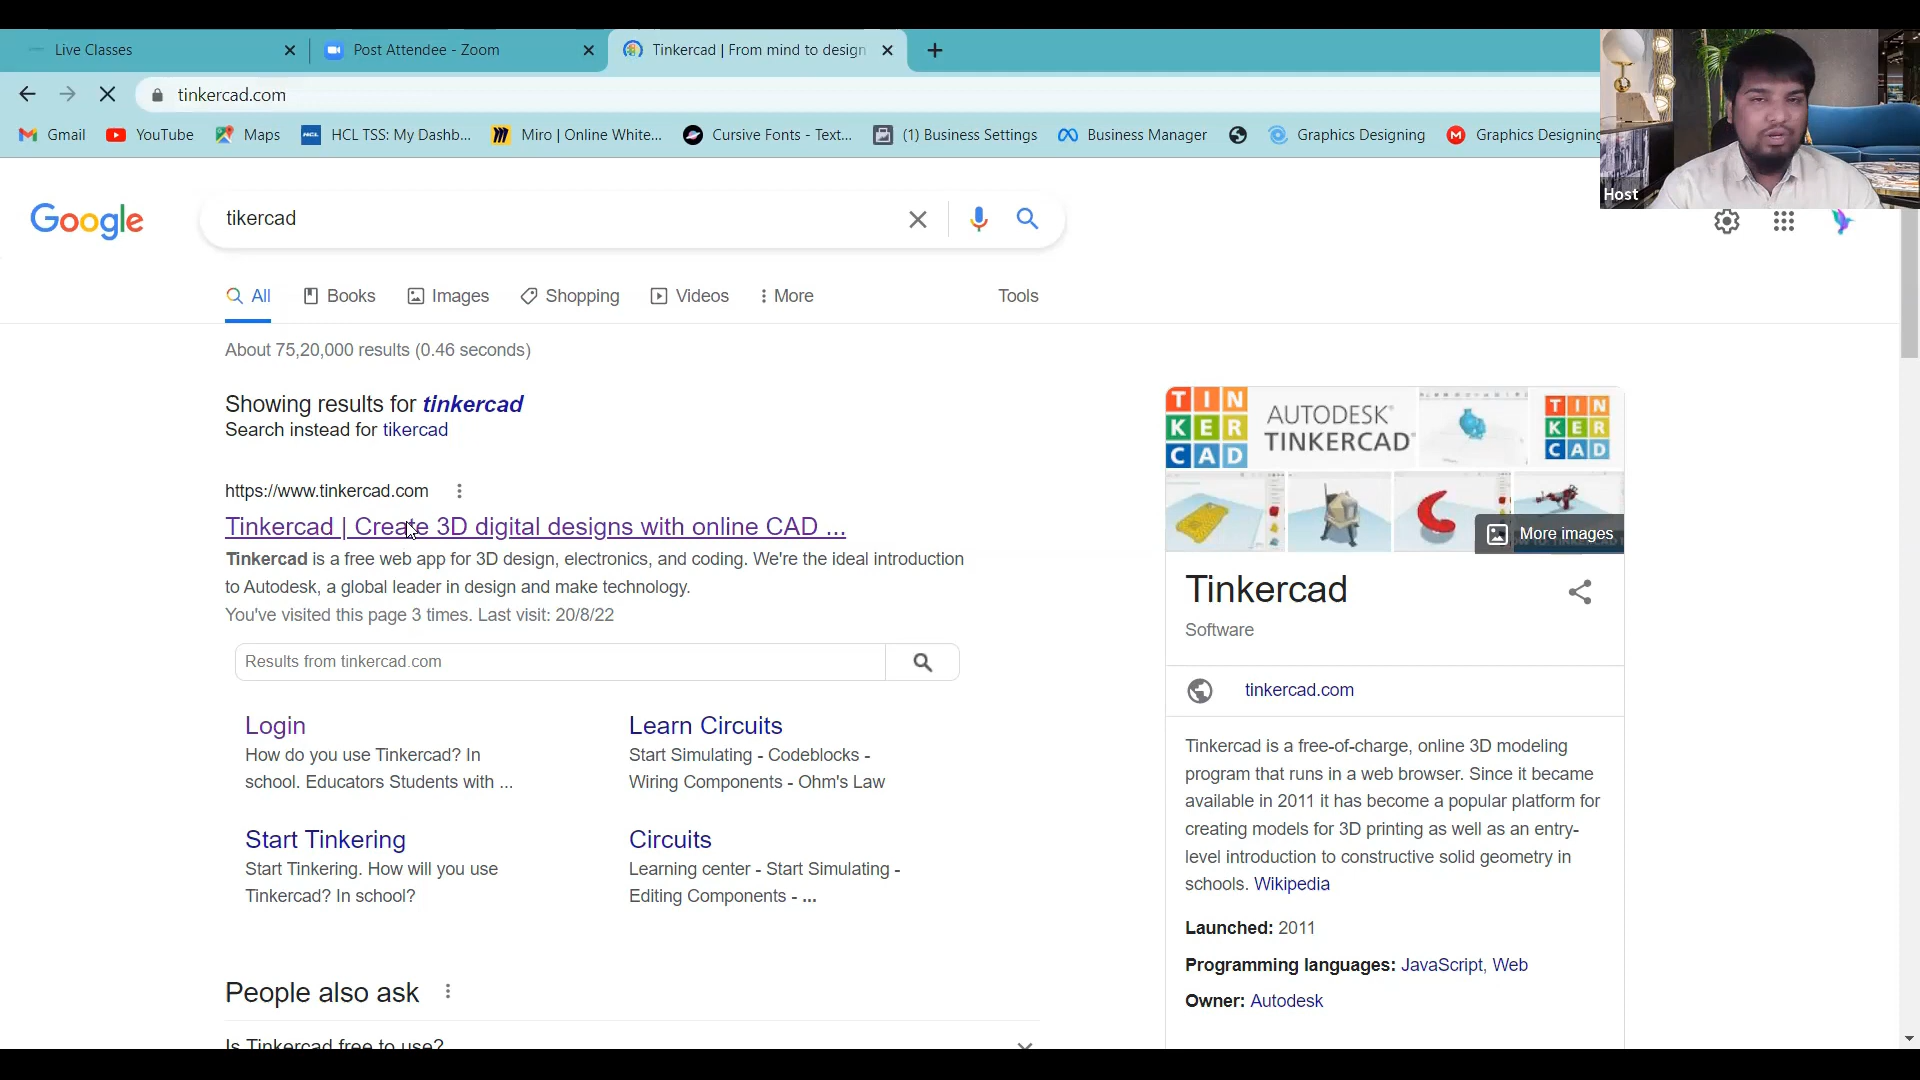 Live Classes
Post Attendee - Zoom
Tinkercad | From mind to design
tinkercad.com
Gmail
YouTube
Maps
HCL TSS: My Dashb...
Miro | Online White...
Cursive Fonts - Text...
(1) Business Settings
Business Manager
Graphics Designing
Graphics Designing
Host
Google
tikercad
All
Books
Images
Shopping
Videos
More
Tools
About 75,20,000 results (0.46 seconds)
Showing results for tinkercad
Search instead for tikercad
https://www.tinkercad.com
Tinkercad | Create 3D digital designs with online CAD ...
Tinkercad is a free web app for 3D design, electronics, and coding. We're the ideal introduction
to Autodesk, a global leader in design and make technology.
You've visited this page 3 times. Last visit: 20/8/22
Results from tinkercad.com
Login
How do you use Tinkercad? In
school. Educators Students with ...
Learn Circuits
Start Simulating - Codeblocks -
Wiring Components - Ohm's Law
Start Tinkering
Start Tinkering. How will you use
Tinkercad? In school?
Circuits
Learning center - Start Simulating -
Editing Components - ...
People also ask
Is Tinkercad free to use?
TIN
KER
CAD
AUTODESK®
TINKERCAD®
TIN
KER
CAD
More images
Tinkercad
Software
tinkercad.com
Tinkercad is a free-of-charge, online 3D modeling
program that runs in a web browser. Since it became
available in 2011 it has become a popular platform for
creating models for 3D printing as well as an entry-
level introduction to constructive solid geometry in
schools. Wikipedia
Launched: 2011
Programming languages: JavaScript, Web
Owner: Autodesk